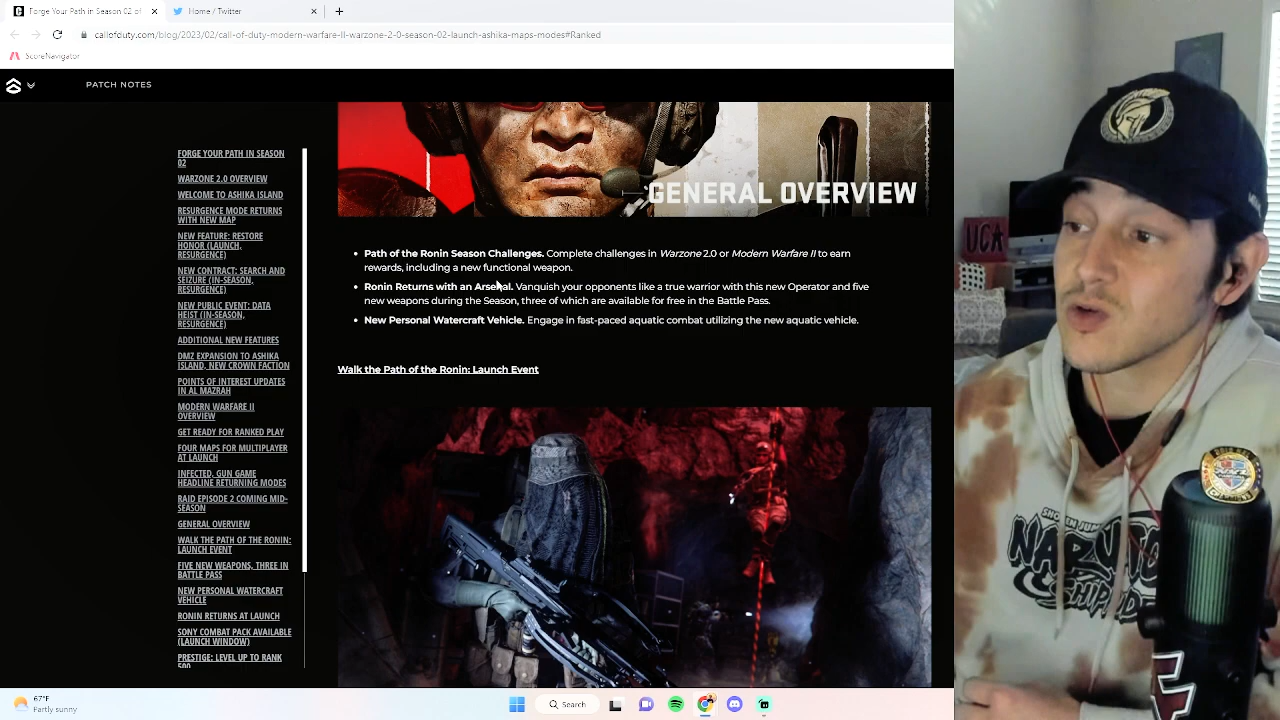 Forge Your Path in Season 02 of
Home / Twitter
callofduty.com/blog/2023/02/call-of-duty-modern-warfare-II-warzone-2-0-season-02-launch-ashika-maps-modes#Ranked
ScoreNavigator
PATCH NOTES
FORGE YOUR PATH IN SEASON
02
WARZONE 2.0 OVERVIEW
WELCOME TO ASHIKA ISLAND
RESURGENCE MODE RETURNS
WITH NEW MAP
NEW FEATURE: RESTORE
HONOR (LAUNCH,
RESURGENCE)
NEW CONTRACT: SEARCH AND
SEIZURE (IN-SEASON,
RESURGENCE)
NEW PUBLIC EVENT: DATA
HEIST (IN-SEASON,
RESURGENCE)
ADDITIONAL NEW FEATURES
DMZ EXPANSION TO ASHIKA
ISLAND, NEW CROWN FACTION
POINTS OF INTEREST UPDATES
IN AL MAZRAH
MODERN WARFARE II
OVERVIEW
GET READY FOR RANKED PLAY
FOUR MAPS FOR MULTIPLAYER
AT LAUNCH
INFECTED, GUN GAME
HEADLINE RETURNING MODES
RAID EPISODE 2 COMING MID-
SEASON
GENERAL OVERVIEW
WALK THE PATH OF THE RONIN:
LAUNCH EVENT
FIVE NEW WEAPONS, THREE IN
BATTLE PASS
NEW PERSONAL WATERCRAFT
VEHICLE
RONIN RETURNS AT LAUNCH
SONY COMBAT PACK AVAILABLE
(LAUNCH WINDOW)
PRESTIGE: LEVEL UP TO RANK
500
GENERAL OVERVIEW
• Path of the Ronin Season Challenges. Complete challenges in Warzone 2.0 or Modern Warfare II to earn
rewards, including a new functional weapon.
• Ronin Returns with an Arsenal. Vanquish your opponents like a true warrior with this new Operator and five
new weapons during the Season, three of which are available for free in the Battle Pass.
• New Personal Watercraft Vehicle. Engage in fast-paced aquatic combat utilizing the new aquatic vehicle.
Walk the Path of the Ronin: Launch Event
UCA
SHONEN JUMP
NARUTO
SHIPPUDE
67°F
Partly sunny
Search